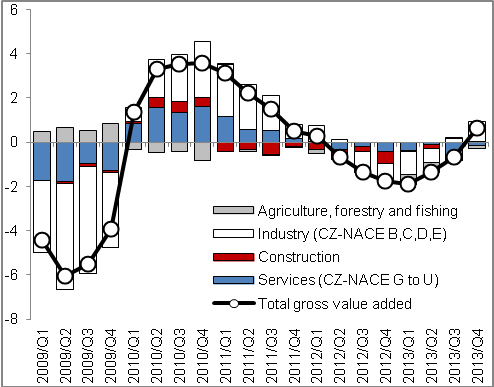 6
4
2
0
-2
-4
-6
-8
Agriculture, forestry and fishing
Industry (CZ-NACE B,C,D,E)
Construction
Services (CZ-NACE G to U)
Total gross value added
2009/Q1
2009/Q2
2009/Q3
2009/Q4
2010/Q1
2010/Q2
2010/Q3
2010/Q4
2011/Q1
2011/Q2
2011/Q3
2011/Q4
2012/Q1
2012/Q2
2012/Q3
2012/Q4
2013/Q1
2013/Q2
2013/Q3
2013/Q4